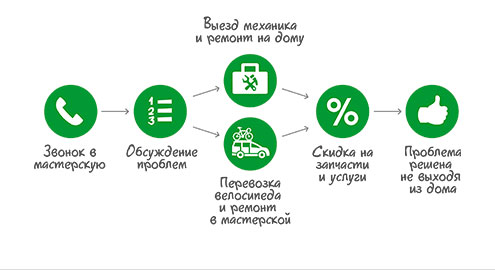 Выезд механика
и ремонт на дому
1
2
3
%
Звонок в
мастерскую
Обсуждение
проблем
Перевозка
велосипеда
и ремонт
в мастерской
Скидка на
запчасти
и услуги
Проблема
решена
не выходя
из дома